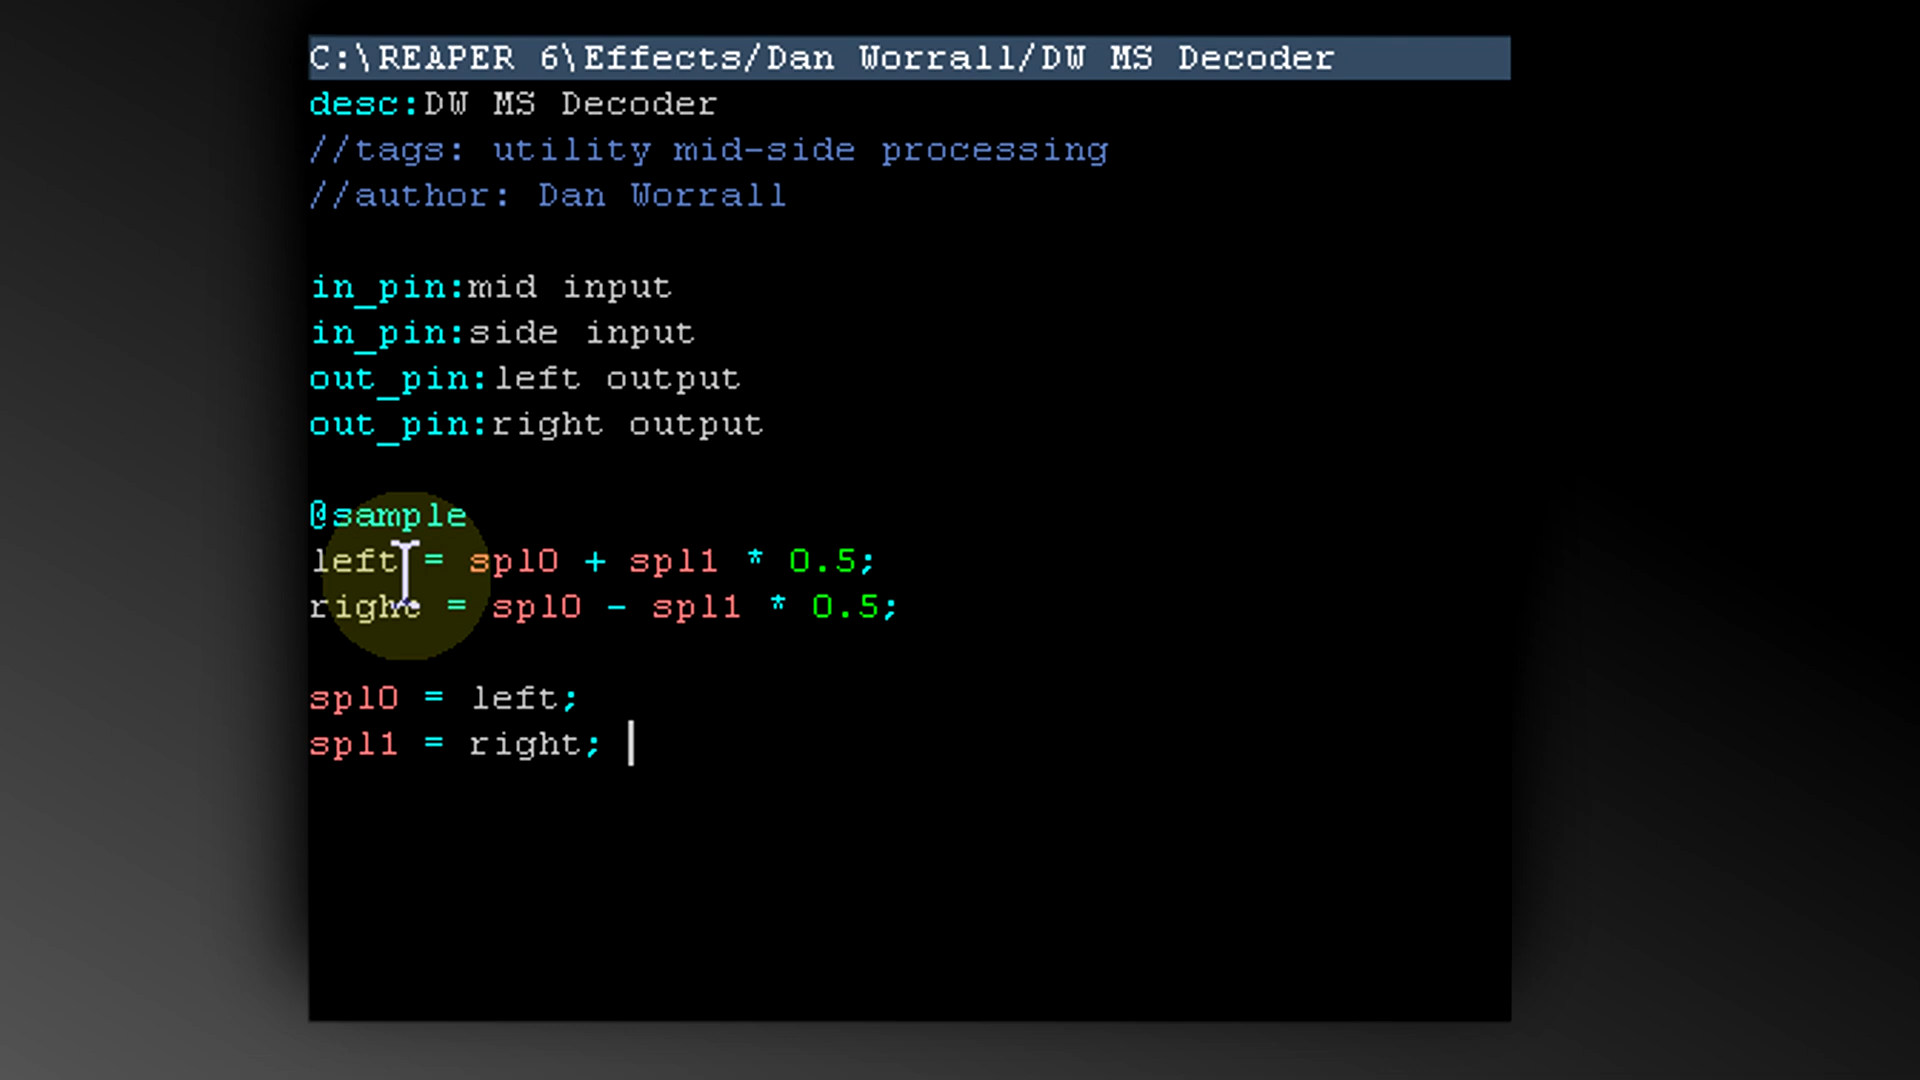 C:\REAPER 6\Effects/Dan Worrall/DW MS Decoder
desc:DW MS Decoder
//tags: utility mid-side processing
//author: Dan Worrall
in_pin:mid input
in_pin:side input
out_pin:left output
out_pin:right output
@sample
left = spl0 + spl1 * 0.5;
right = spl0 - spl1 * 0.5;
spl0 = left;
spl1 = right;